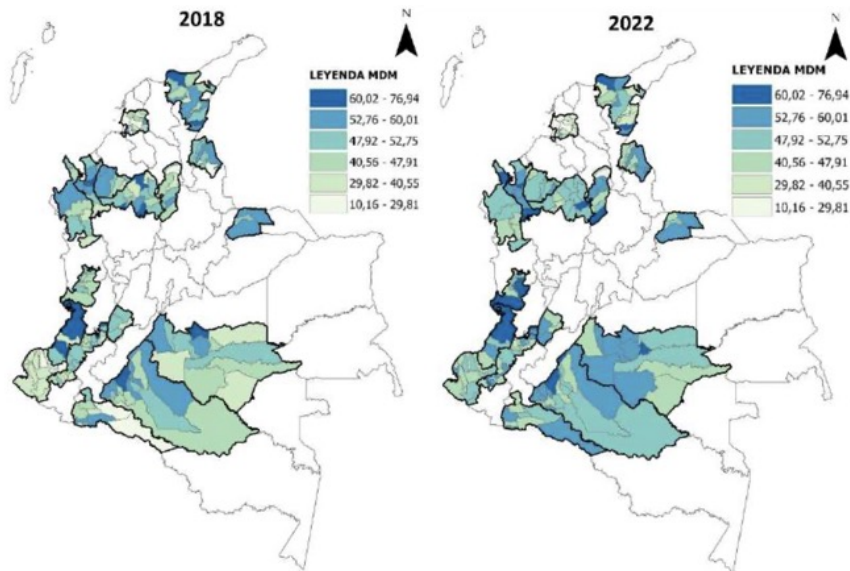 2018
N
LEYENDA MDM
60,02 - 76,94
52,76 - 60,01
47,92 - 52,75
40,56 - 47,91
29,82 - 40,55
10,16 - 29,81
2022
N
LEYENDA MDM
60,02 - 76,94
52,76 - 60,01
47,92 - 52,75
40,56 - 47,91
29,82 - 40,55
10,16 - 29,81